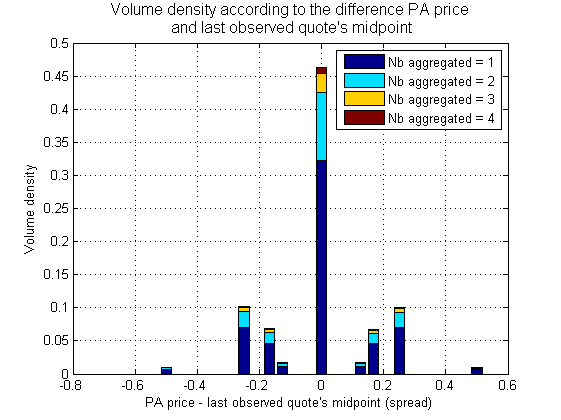 Volume density according to the difference PA price
and last observed quote's midpoint
0.5
0.45
0.4
0.35
0.3
0.25
0.2
0.15
0.1
0.05
0
Volume density
Nb aggregated = 1
Nb aggregated = 2
Nb aggregated = 3
Nb aggregated = 4
-0.8 -0.6 -0.4 -0.2 0 0.2 0.4 0.6
PA price - last observed quote's midpoint (spread)